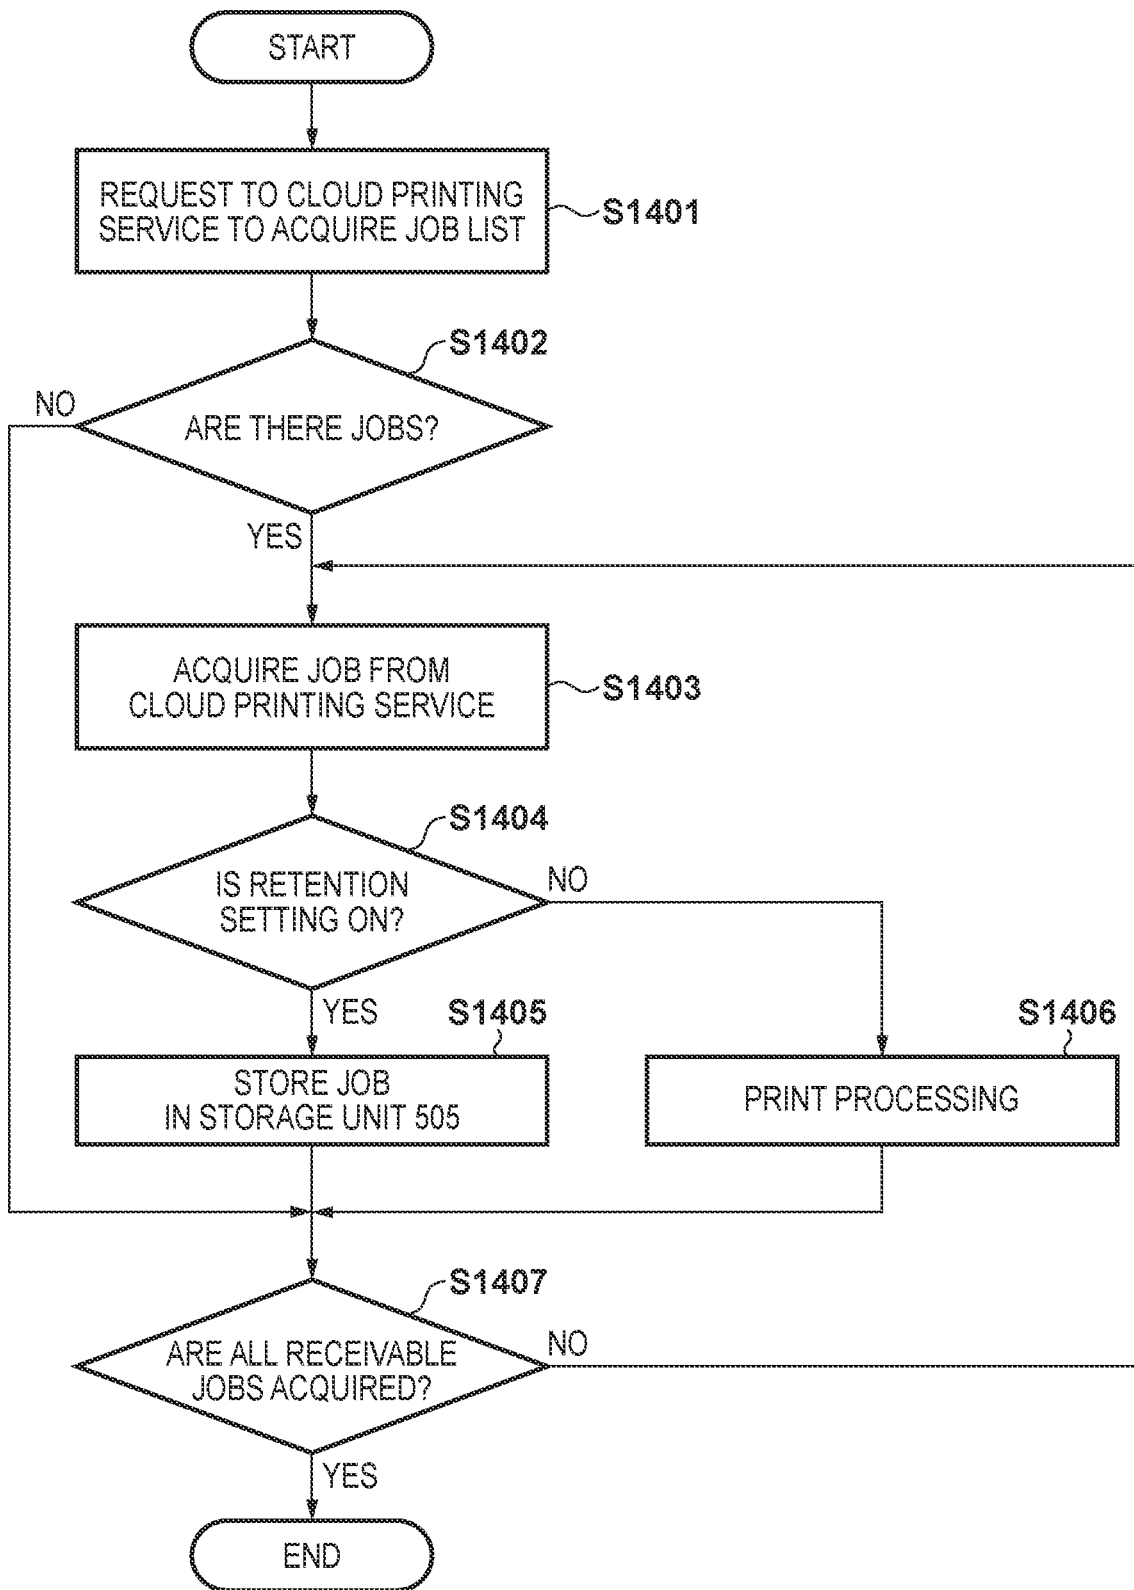 START
REQUEST TO CLOUD PRINTING
SERVICE TO ACQUIRE JOB LIST
S1401
S1402
NO
ARE THERE JOBS?
YES
ACQUIRE JOB FROM
CLOUD PRINTING SERVICE
S1403
S1404
IS RETENTION
SETTING ON?
NO
YES
S1405
S1406
STORE JOB
IN STORAGE UNIT 505
PRINT PROCESSING
S1407
ARE ALL RECEIVABLE
JOBS ACQUIRED?
NO
YES
END